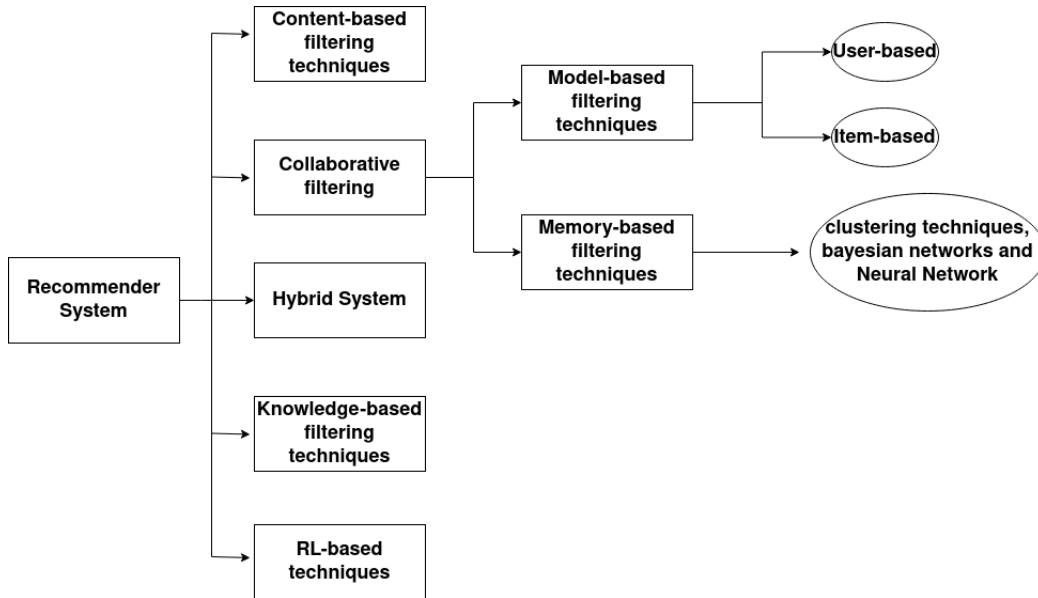 Recommender
System
Content-based
filtering
techniques
Collaborative
filtering
Hybrid System
Knowledge-based
filtering
techniques
RL-based
techniques
Model-based
filtering
techniques
Memory-based
filtering
techniques
User-based
Item-based
clustering techniques,
bayesian networks and
Neural Network